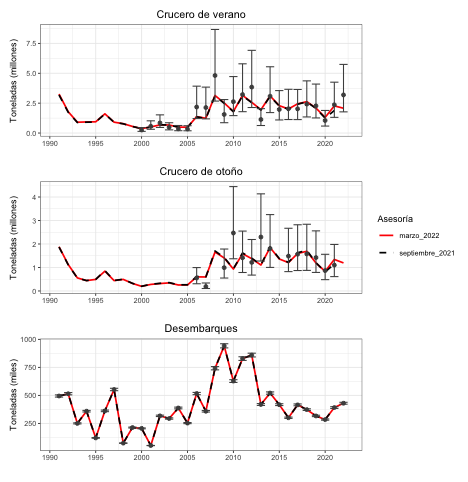 Crucero de verano
Toneladas (millones)
7.5
5.0
2.5
0.0
1990 1995 2000 2005 2010 2015 2020
Crucero de otoño
Toneladas (millones)
4
3
2
1
0
1990 1995 2000 2005 2010 2015 2020
Asesoría
marzo_2022
septiembre_2021
Desembarques
Toneladas (miles)
1000
750
500
250
1990 1995 2000 2005 2010 2015 2020